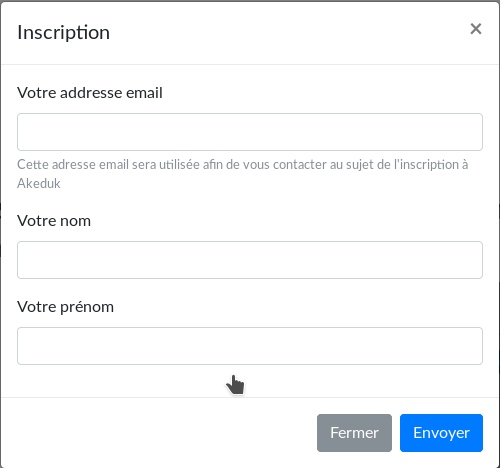 Inscription
×
Votre addresse email
Cette adresse email sera utilisée afin de vous contacter au sujet de l'inscription à
Akeduk
Votre nom
Votre prénom
Fermer
Envoyer